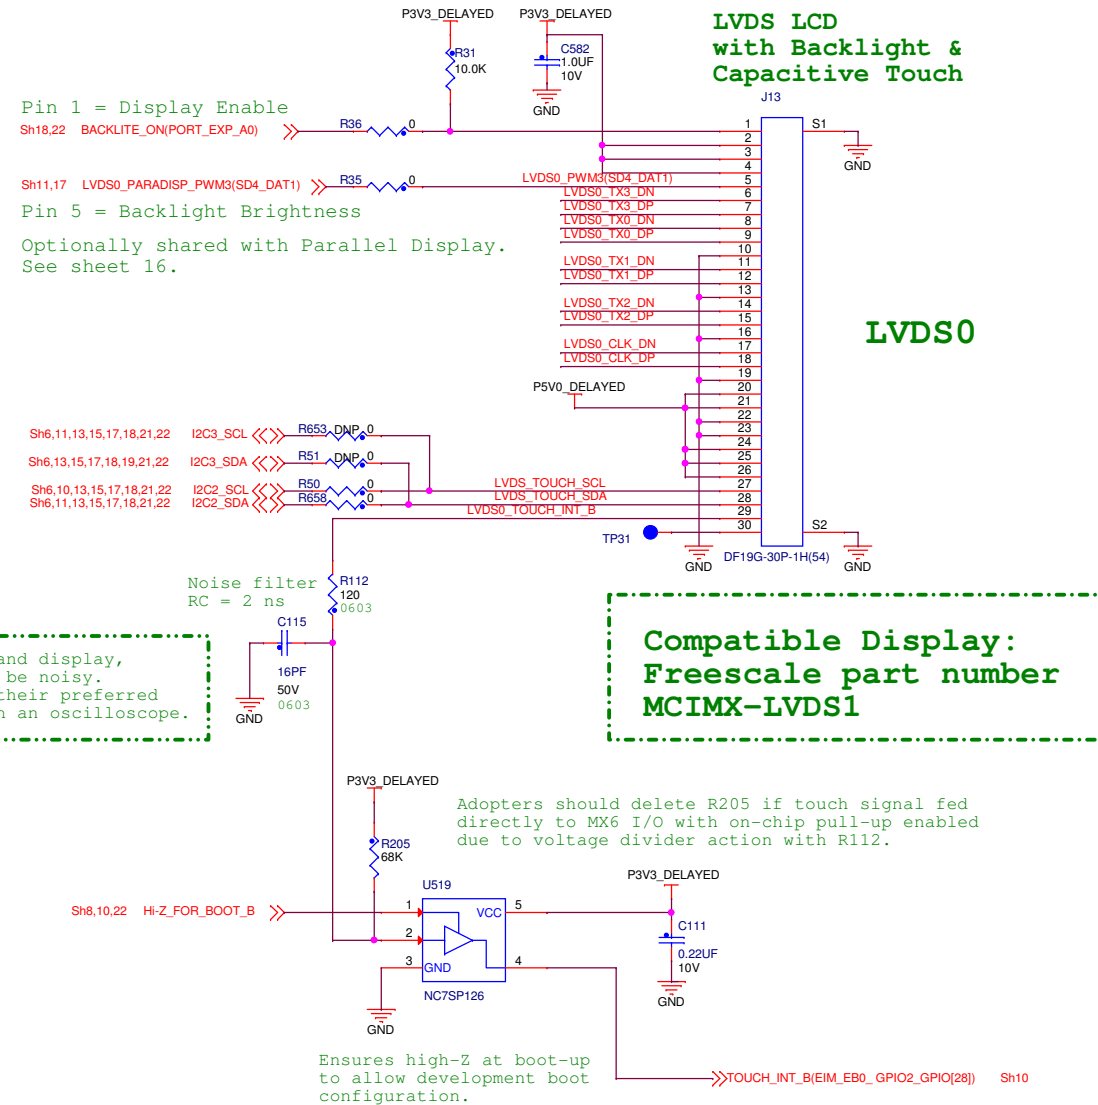 P3V3_DELAYED
P3V3_DELAYED
LVDS LCD
with Backlight &
Capacitive Touch
R31
10.0K
C582
1.0UF
10V
GND
J13
Pin 1 = Display Enable
Sh18,22 BACKLITE_ON(PORT_EXP_A0)
R36 0
1
2
3
4
5
6
7
8
9
10
11
12
13
14
15
16
17
18
19
20
21
22
23
24
25
26
27
28
29
30
S1
GND
Sh11,17 LVDS0_PARADISP_PWM3(SD4_DAT1)
R35 0
LVDS0_PWM3(SD4_DAT1)
LVDS0_TX3_DN
LVDS0_TX3_DP
LVDS0_TX0_DN
LVDS0_TX0_DP
LVDS0_TX1_DN
LVDS0_TX1_DP
LVDS0_TX2_DN
LVDS0_TX2_DP
LVDS0_CLK_DN
LVDS0_CLK_DP
Pin 5 = Backlight Brightness
Optionally shared with Parallel Display.
See sheet 16.
LVDS0
P5V0_DELAYED
Sh6,11,13,15,17,18,21,22 I2C3_SCL
R653 DNP 0
Sh6,13,15,17,18,19,21,22 I2C3_SDA
R51 DNP 0
Sh6,10,13,15,17,18,21,22 I2C2_SCL
R50 0
LVDS_TOUCH_SCL
Sh6,11,13,15,17,18,21,22 I2C2_SDA
R658 0
LVDS_TOUCH_SDA
LVDS0_TOUCH_INT_B
TP31
S2
GND
DF19G-30P-1H(54)
GND
Noise filter
RC = 2 ns
R112
120
0603
C115
16PF
50V
0603
GND
and display,
be noisy.
their preferred
an oscilloscope.
Compatible Display:
Freescale part number
MCIMX-LVDS1
P3V3_DELAYED
R205
68K
Adopters should delete R205 if touch signal fed
directly to MX6 I/O with on-chip pull-up enabled
due to voltage divider action with R112.
P3V3_DELAYED
U519
Sh8,10,22 Hi-Z_FOR_BOOT_B
1
2
3
VCC
GND
5
4
NC7SP126
C111
0.22UF
10V
GND
GND
Ensures high-Z at boot-up
to allow development boot
configuration.
TOUCH_INT_B(EIM_EB0_ GPIO2_GPIO[28]) Sh10